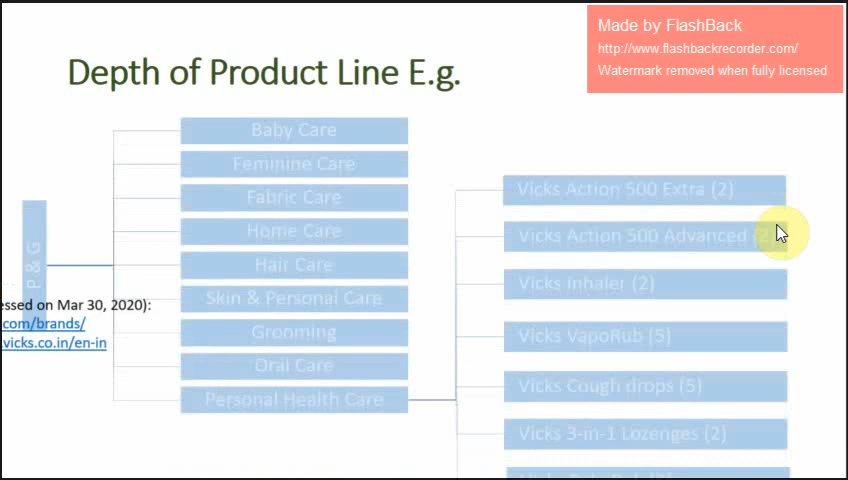 Made by FlashBack
http://www.flashbackrecorder.com/
Watermark removed when fully licensed
Depth of Product Line E.g.
P & G
Baby Care
Feminine Care
Fabric Care
Home Care
Hair Care
Skin & Personal Care
Grooming
Oral Care
Personal Health Care
essed on Mar 30, 2020):
.com/brands/
.vicks.co.in/en-in
Vicks Action 500 Extra (2)
Vicks Action 500 Advanced (2)
Vicks Inhaler (2)
Vicks VapoRub (5)
Vicks Cough drops (5)
Vicks 3-in-1 Lozenges (2)